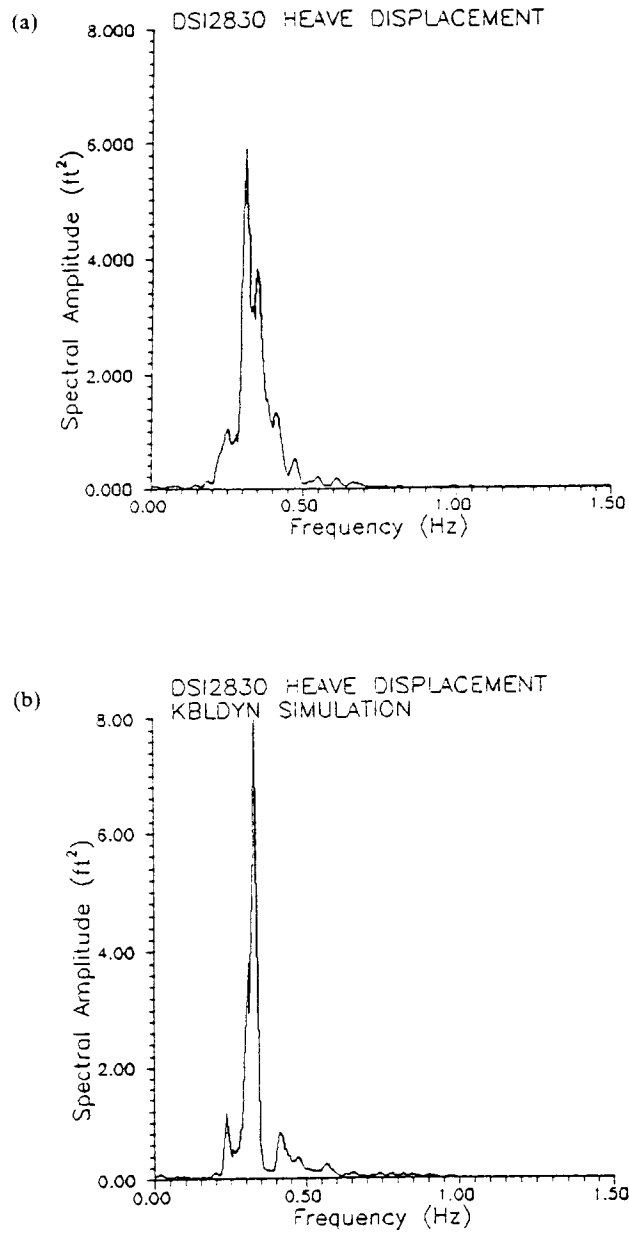 (a)
DSI2830 HEAVE DISPLACEMENT
8.000
6.000
4.000
2.000
0.000
Spectral Amplitude (ft²)
0.00 0.50 1.00 1.50
Frequency (Hz)
(b)
DSI2830 HEAVE DISPLACEMENT
KBLDYN SIMULATION
8.00
6.00
4.00
2.00
0.00
Spectral Amplitude (ft²)
0.00 0.50 1.00 1.50
Frequency (Hz)